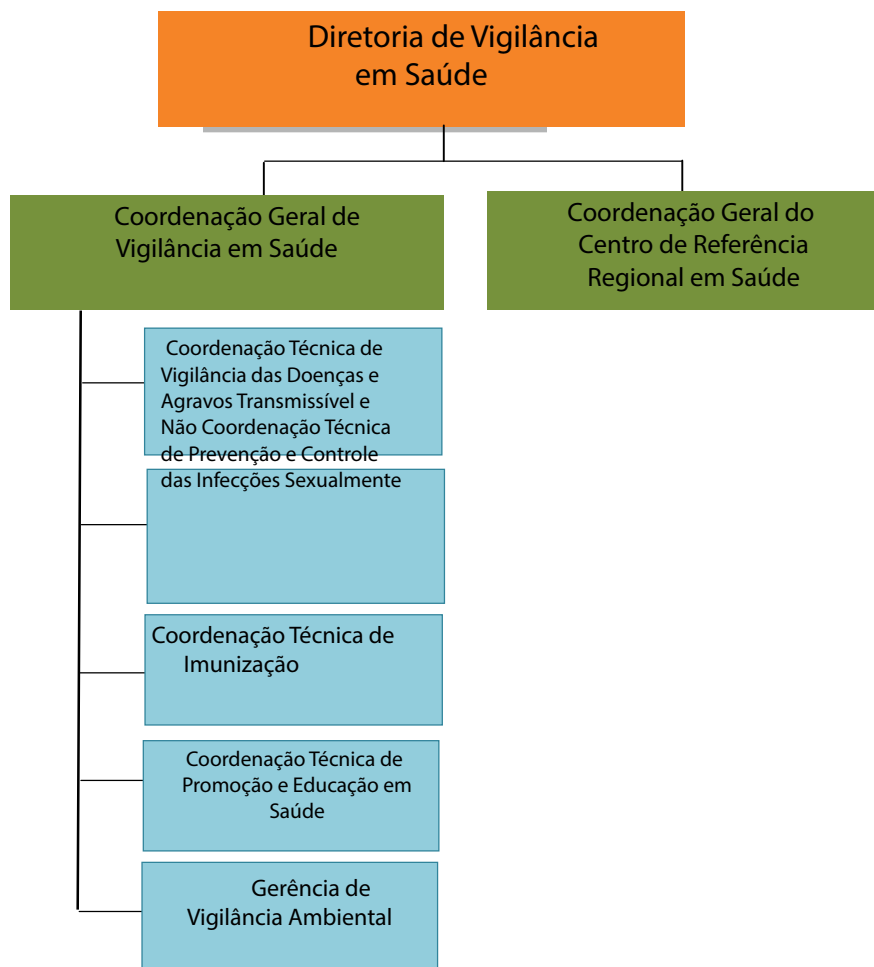 Diretoria de Vigilância
em Saúde
Coordenação Geral de
Vigilância em Saúde
Coordenação Geral do
Centro de Referência
Regional em Saúde
Coordenação Técnica de
Vigilância das Doenças e
Agravos Transmissível e
Não Coordenação Técnica
de Prevenção e Controle
das Infecções Sexualmente
Coordenação Técnica de
Imunização
Coordenação Técnica de
Promoção e Educação em
Saúde
Gerência de
Vigilância Ambiental